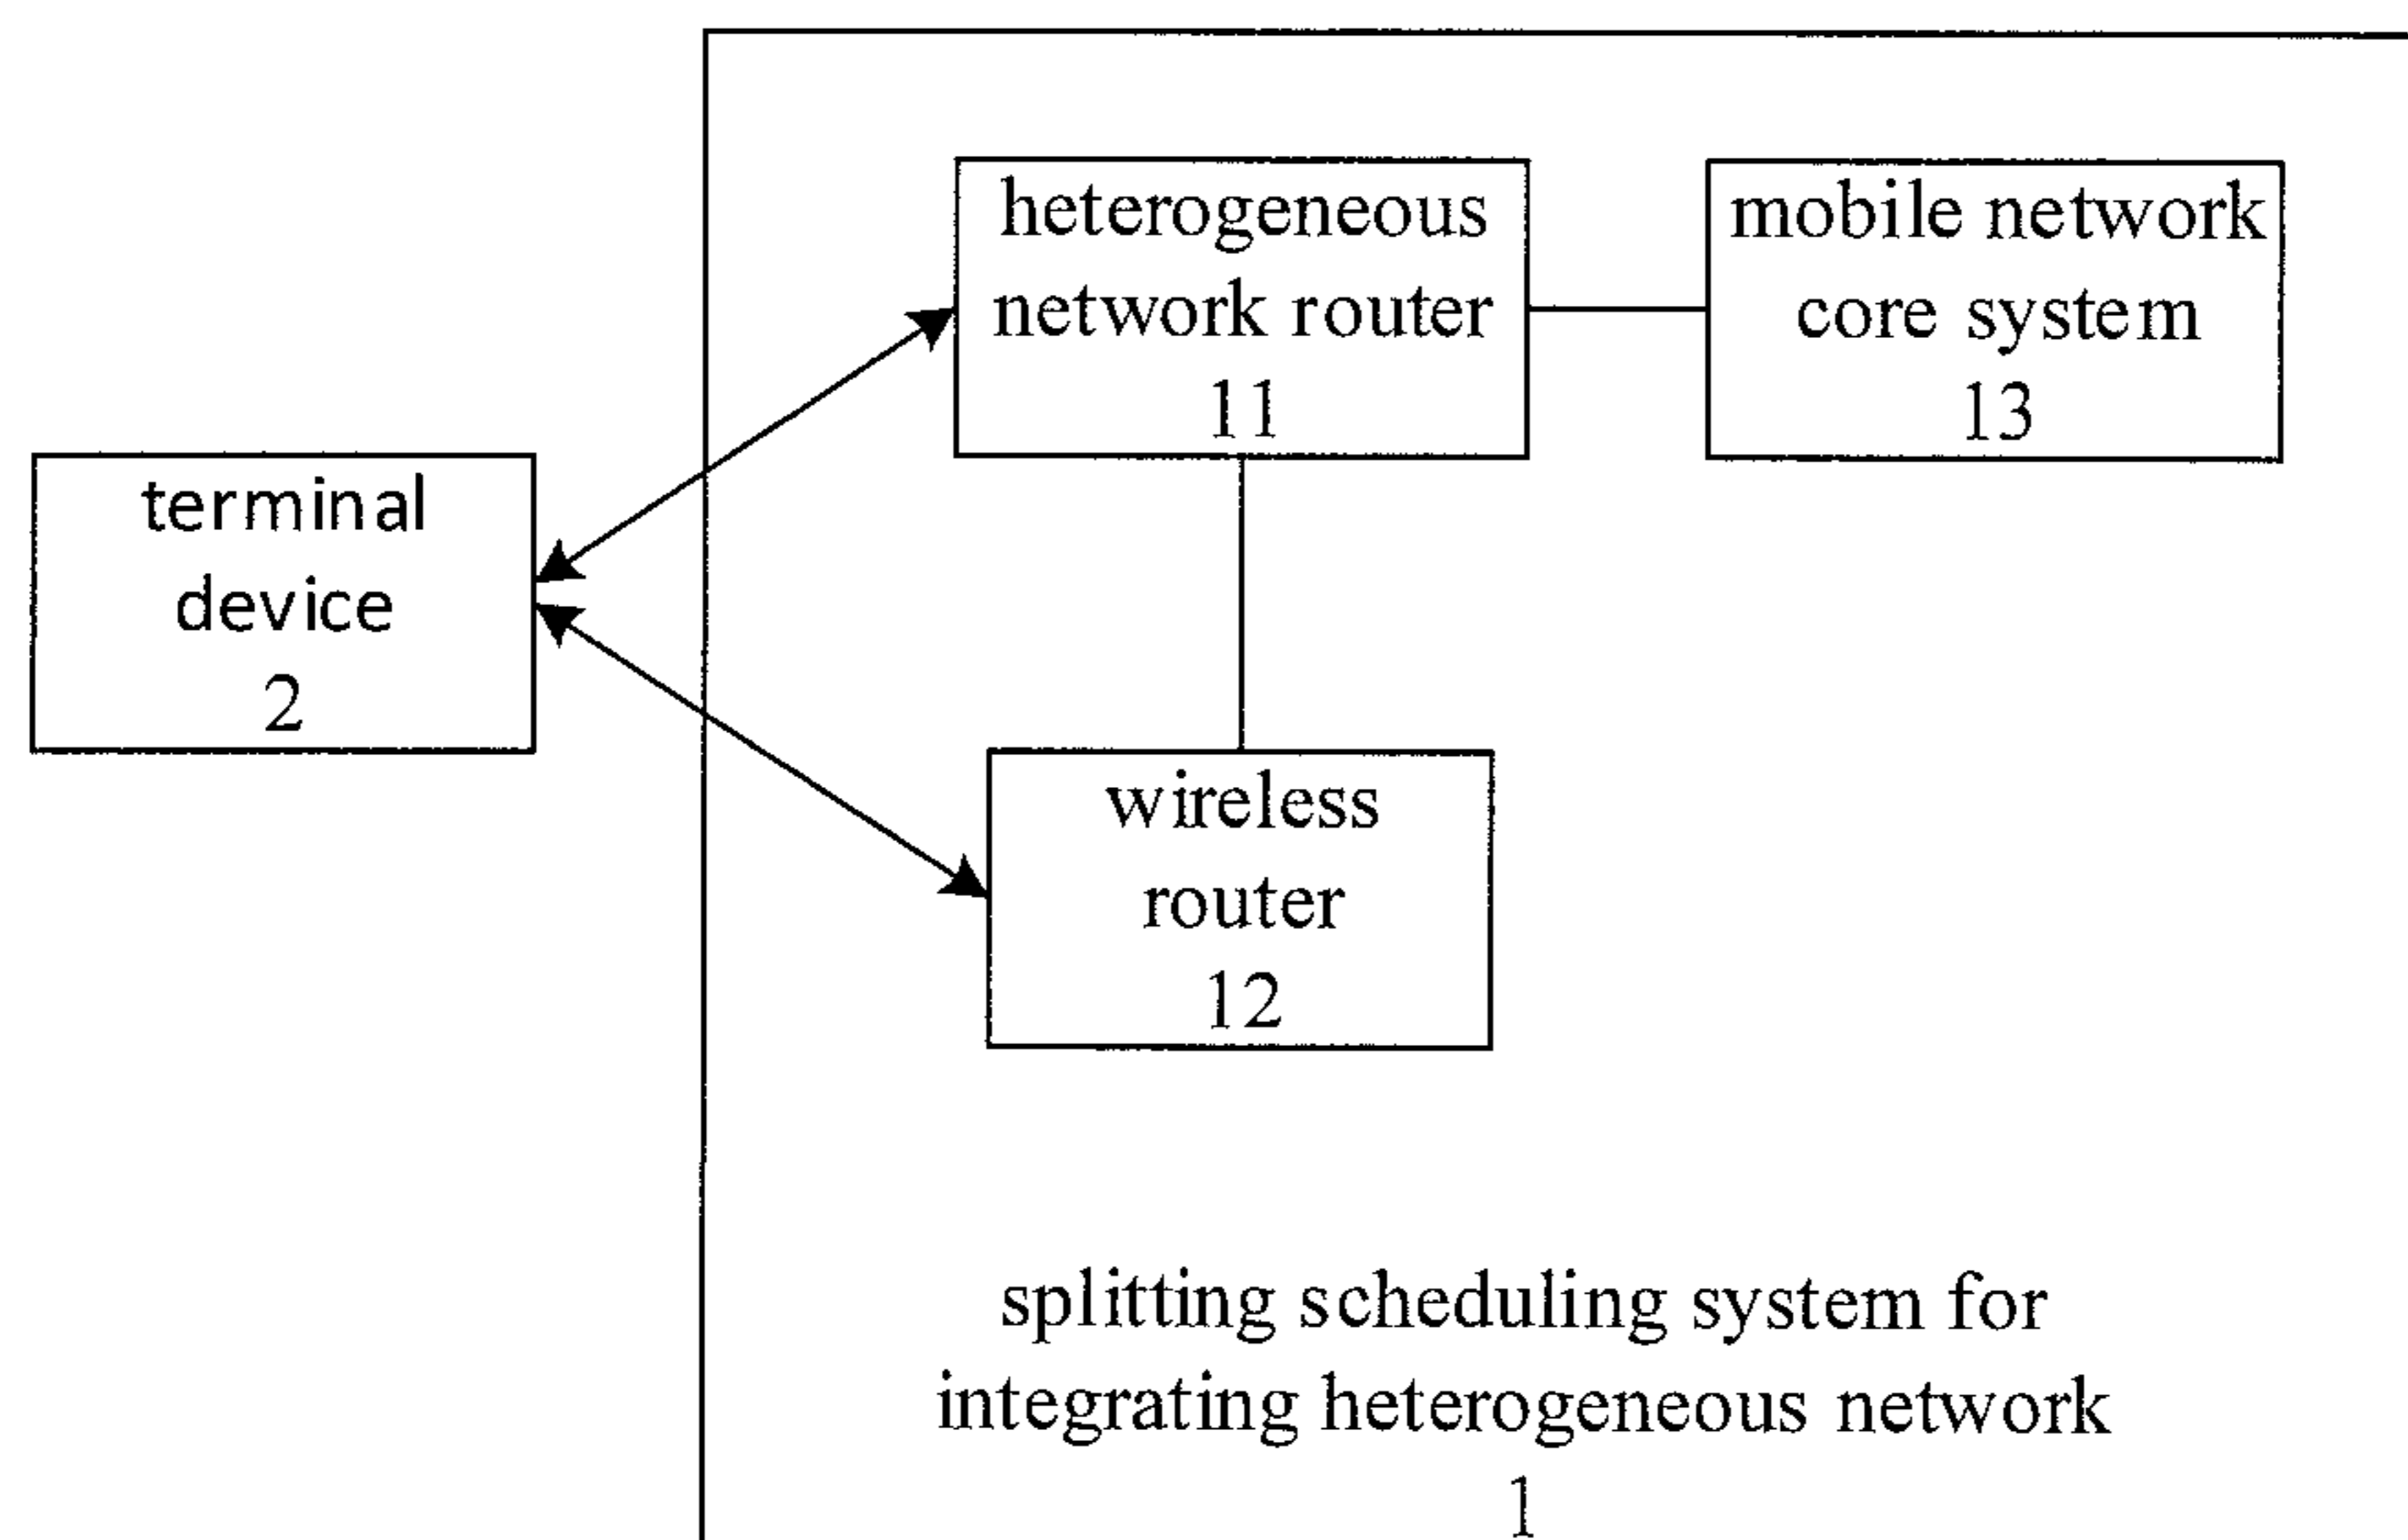 heterogeneous
network router
11
mobile network
core system
13
terminal
device
2
wireless
router
12
splitting scheduling system for
integrating heterogeneous network
1